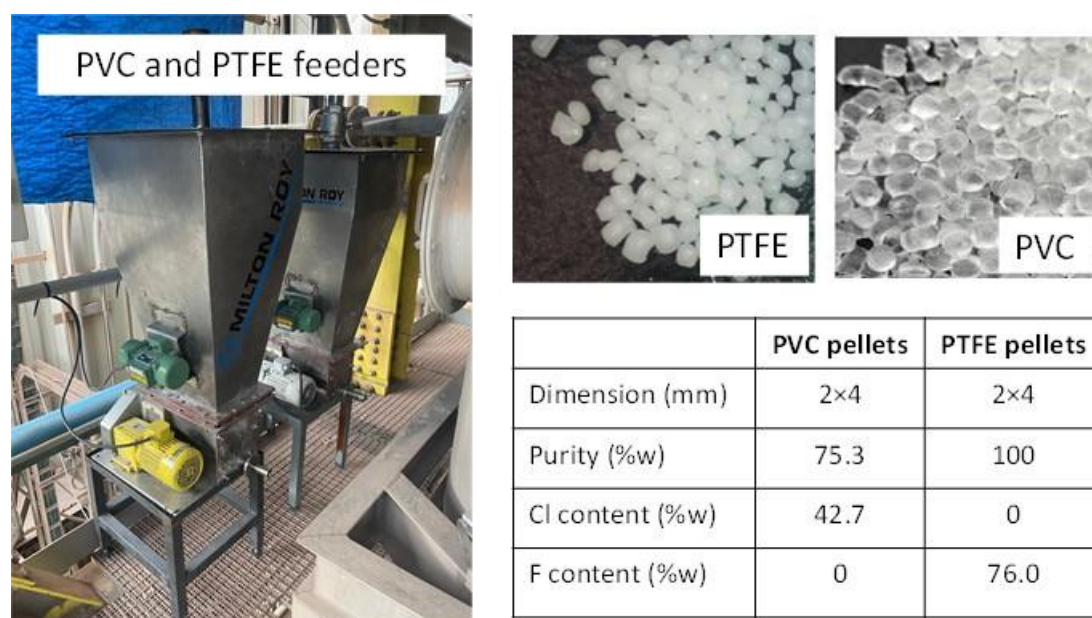 PVC and PTFE feeders
MILTON ROY
ON ROY
PTFE
PVC
PVC pellets PTFE pellets
Dimension (mm) 2×4 2×4
Purity (%w) 75.3 100
Cl content (%w) 42.7 0
F content (%w) 0 76.0